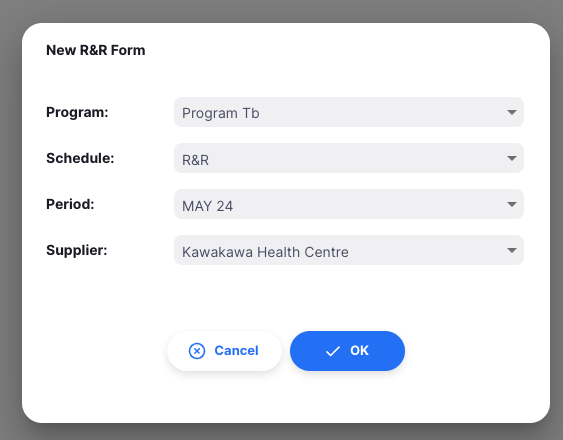 New R&R Form
Program: Program Tb
Schedule: R&R
Period: MAY 24
Supplier: Kawakawa Health Centre
Cancel OK